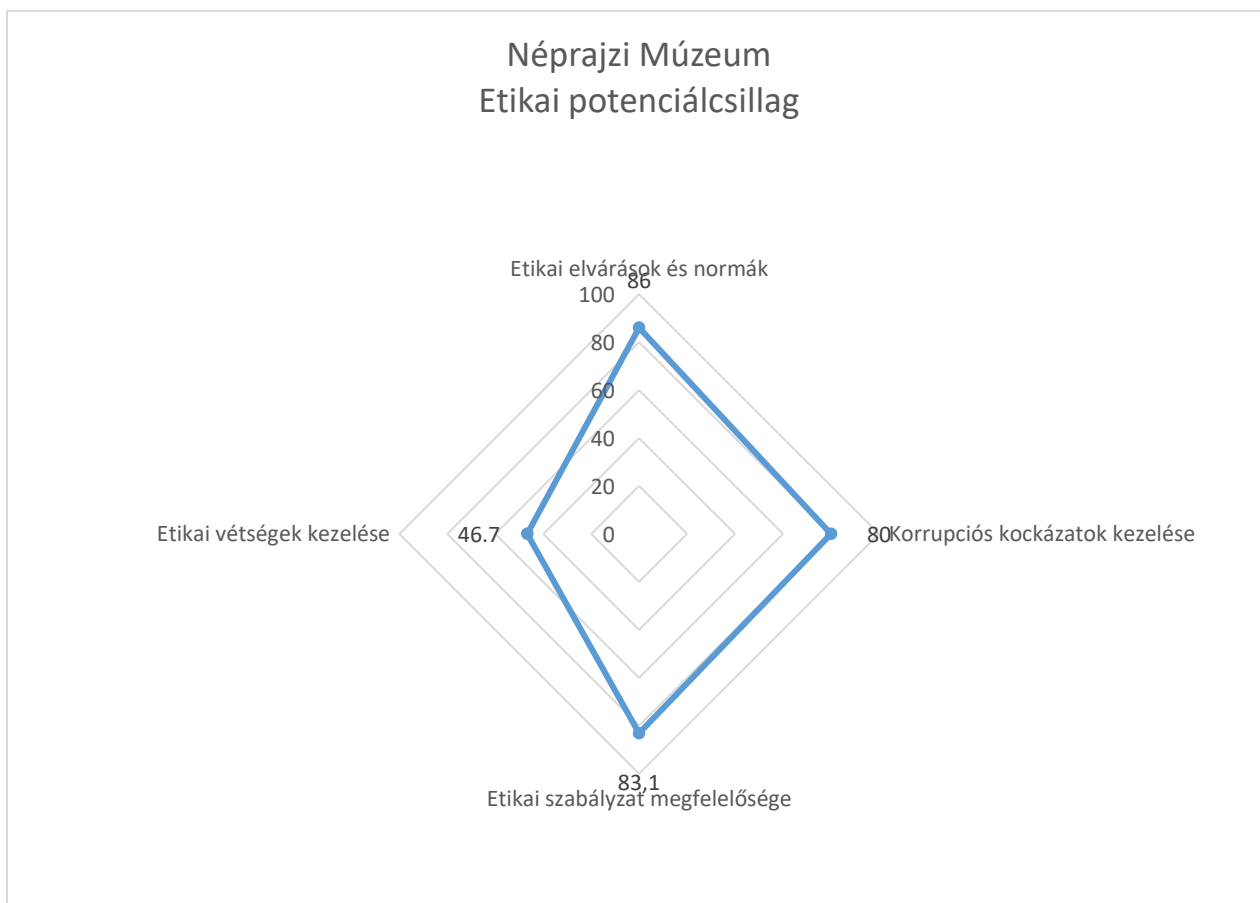 Néprajzi Múzeum
Etikai potenciálcsillag
Etikai elvárások és normák
86
100
80
60
40
20
0
Etikai vétségek kezelése
46.7
80
Korrupciós kockázatok kezelése
83,1
Etikai szabályzat megfelelősége